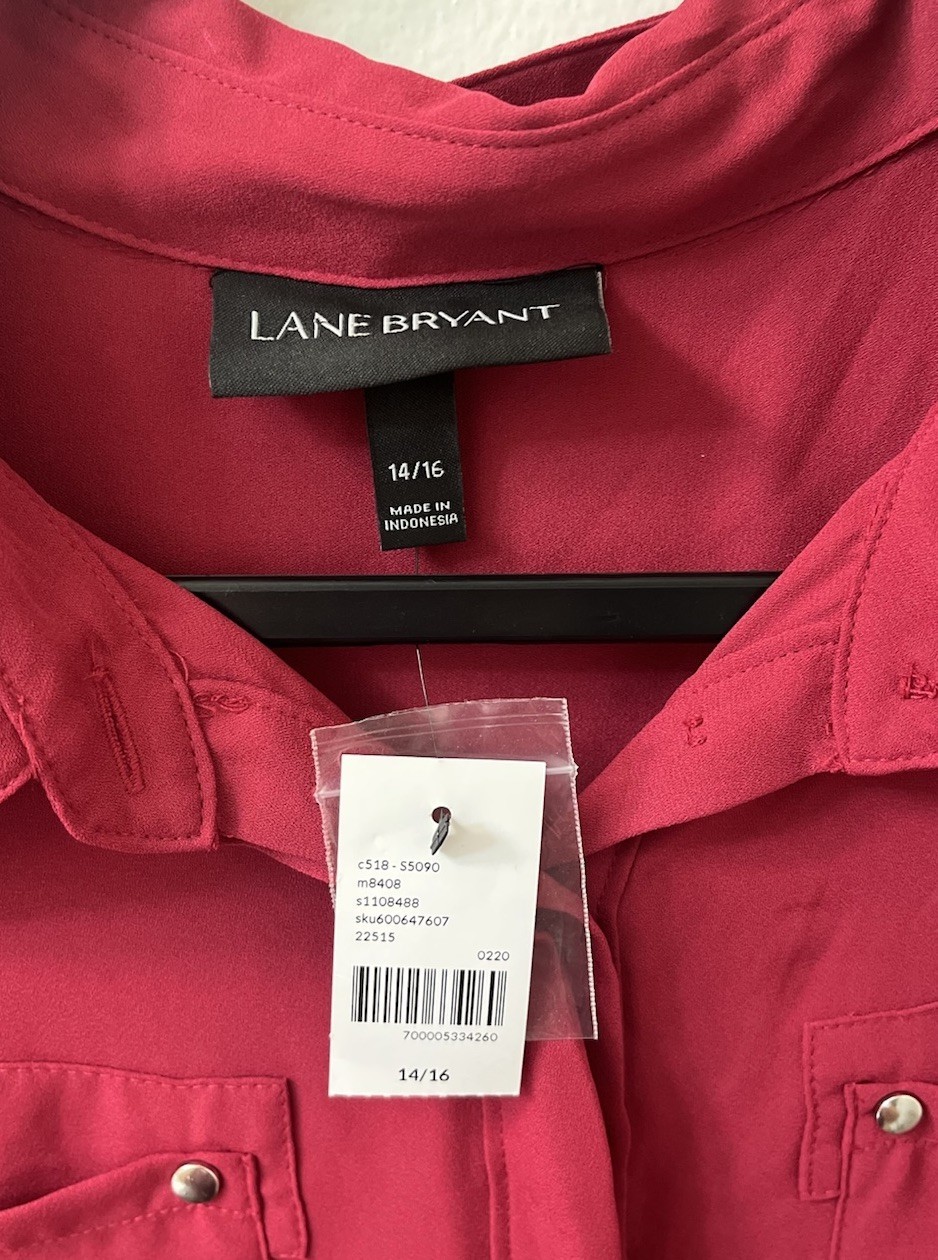 LANE BRYANT
14/16
MADE IN
INDONESIA
c518 - S5090
m8408
s1108488
sku600647607
22515
0220
700005334260
14/16